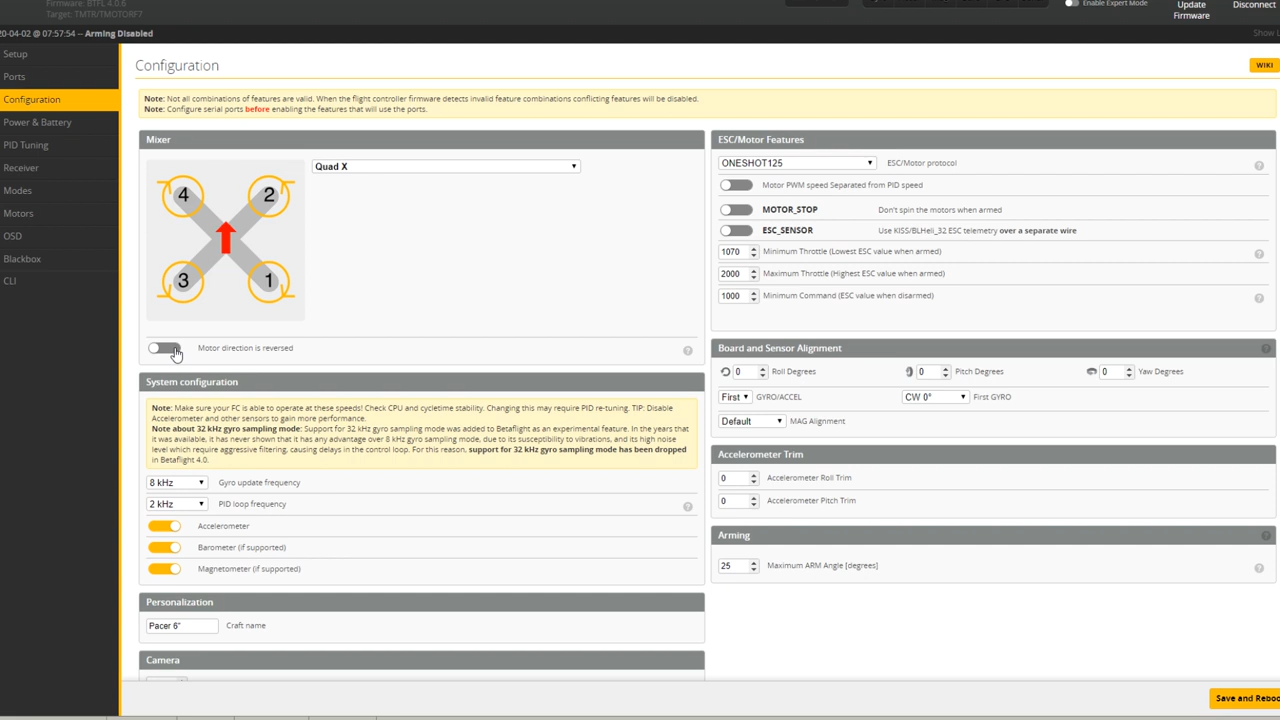 Firmware: BTFL 4.0.6
Target: TMTR/TMOTORF7
Enable Expert Mode
Update
Firmware
Disconnect
20-04-02 @ 07:57:54 -- Arming Disabled
Show L
Setup
Ports
Configuration
Power & Battery
PID Tuning
Receiver
Modes
Motors
OSD
Blackbox
CLI
Configuration
WIKI
Note: Not all combinations of features are valid. When the flight controller firmware detects invalid feature combinations conflicting features will be disabled.
Note: Configure serial ports before enabling the features that will use the ports.
Mixer
Quad X
4 2
3 1
Motor direction is reversed ?
System configuration
Note: Make sure your FC is able to operate at these speeds! Check CPU and cycletime stability. Changing this may require PID re-tuning. TIP: Disable
Accelerometer and other sensors to gain more performance.
Note about 32 kHz gyro sampling mode: Support for 32 kHz gyro sampling mode was added to Betaflight as an experimental feature. In the years that
it was available, it has never shown that it has any advantage over 8 kHz gyro sampling mode, due to its susceptibility to vibrations, and its high noise
level which require aggressive filtering, causing delays in the control loop. For this reason, support for 32 kHz gyro sampling mode has been dropped
in Betaflight 4.0.
8 kHz Gyro update frequency
2 kHz PID loop frequency ?
Accelerometer
Barometer (if supported)
Magnetometer (if supported)
Personalization
Pacer 6" Craft name
Camera
ESC/Motor Features
ONESHOT125 ESC/Motor protocol ?
Motor PWM speed Separated from PID speed
MOTOR_STOP Don't spin the motors when armed
ESC_SENSOR Use KISS/BLHeli_32 ESC telemetry over a separate wire
1070 Minimum Throttle (Lowest ESC value when armed) ?
2000 Maximum Throttle (Highest ESC value when armed)
1000 Minimum Command (ESC value when disarmed) ?
Board and Sensor Alignment ?
0 Roll Degrees 0 Pitch Degrees 0 Yaw Degrees
First GYRO/ACCEL CW 0° First GYRO
Default MAG Alignment
Accelerometer Trim
0 Accelerometer Roll Trim
0 Accelerometer Pitch Trim
Arming ?
25 Maximum ARM Angle [degrees] ?
Save and Reboo